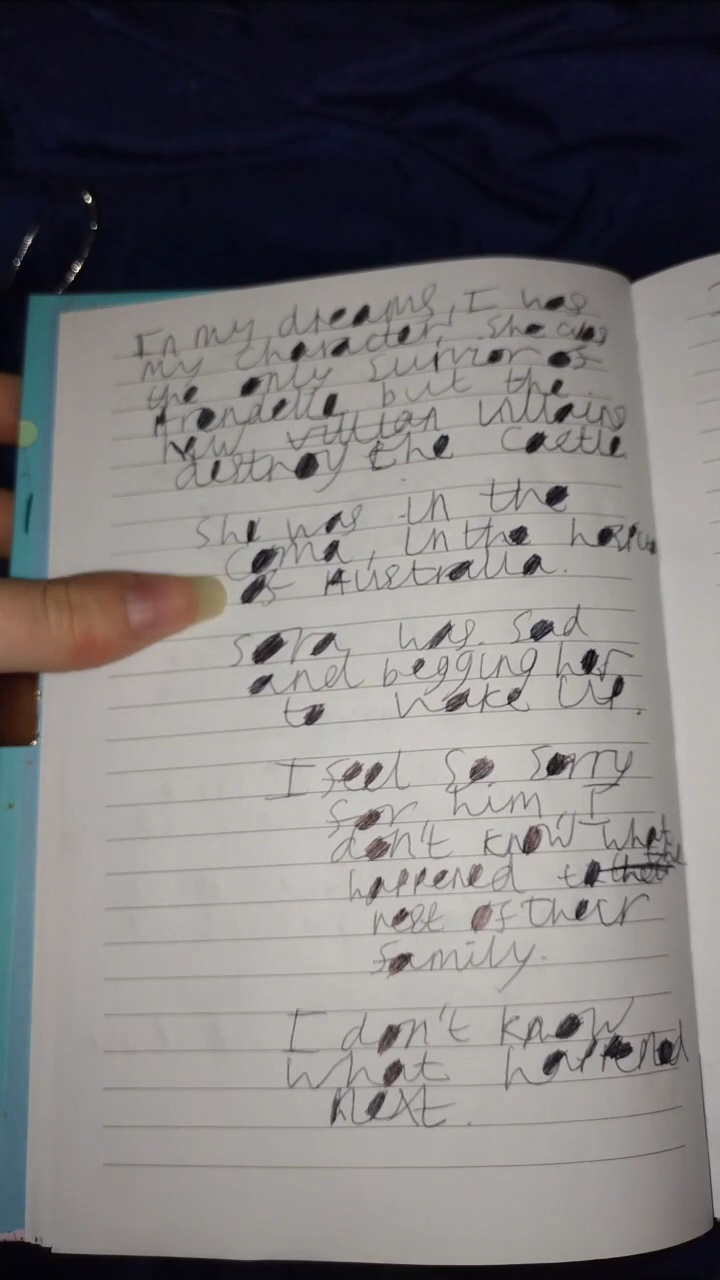 In my dreams, I was
my character, she was
the only surviror of
Arendelle but the
new villian villains
destroy the castle
She was in the
coma, in the
of Australia.
Sora was sad
and begging her
to wake up.
I feel so sorry
for him, I
don't know what
happened to the
rest of their
family.
I don't know
what happened
next.